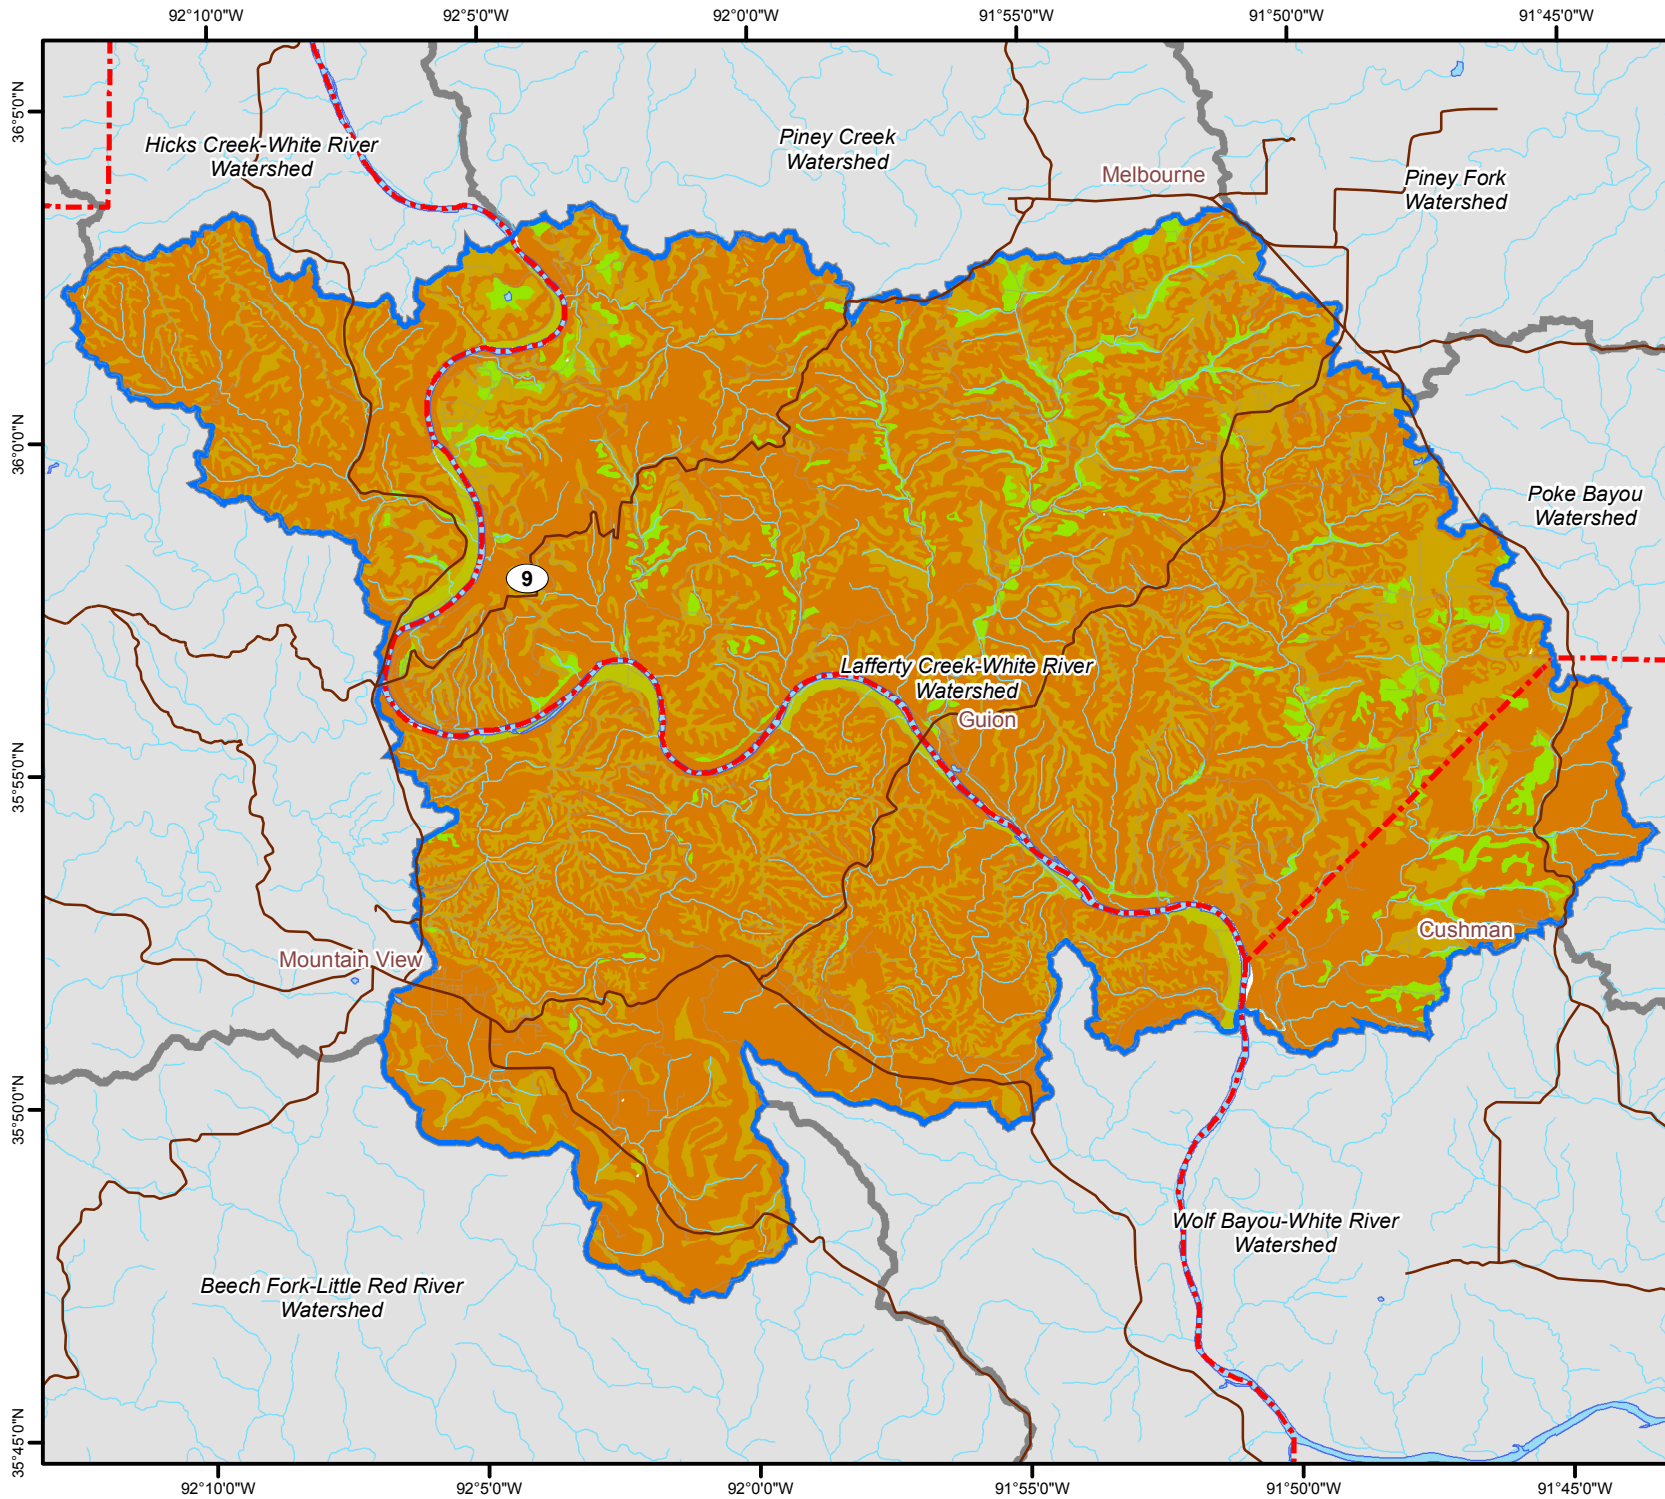 92°10'0"W 92°5'0"W 92°0'0"W 91°55'0"W 91°50'0"W 91°45'0"W
36°5'0"N
Hicks Creek-White River
Watershed
Piney Creek
Watershed
Melbourne
Piney Fork
Watershed
36°0'0"N
Poke Bayou
Watershed
9
Lafferty Creek-White River
Watershed
Guion
35°55'0"N
Cushman
Mountain View
35°50'0"N
Wolf Bayou-White River
Watershed
Beech Fork-Little Red River
Watershed
35°45'0"N
92°10'0"W 92°5'0"W 92°0'0"W 91°55'0"W 91°50'0"W 91°45'0"W